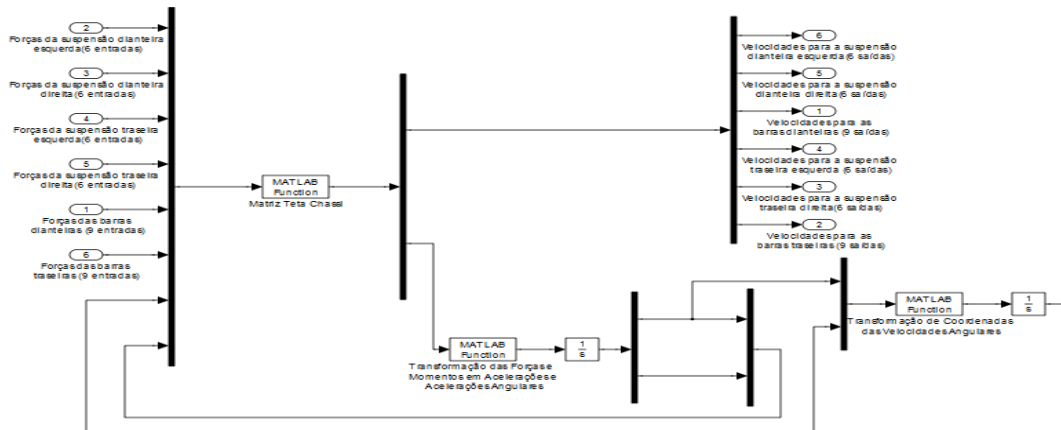 2
Forças da suspensão dianteira
esquerda(6 entradas)
3
Forças da suspensão dianteira
direita(6 entradas)
4
Forças da suspensão traseira
esquerda(6 entradas)
5
Forças da suspensão traseira
direita(6 entradas)
1
Forças das barras
dianteiras (9 entradas)
6
Forças das barras
traseiras (9 entradas)
MATLAB
Function
Matriz Teta Chassi
6
Velocidades para a suspensão
dianteira esquerda (6 saídas)
5
Velocidades para a suspensão
dianteira direita (6 saídas)
1
Velocidades para as
barras dianteiras (9 saídas)
4
Velocidades para a suspensão
traseira esquerda (6 saídas)
3
Velocidades para a suspensão
traseira direita(6 saídas)
2
Velocidades para as
barras traseiras (9 saídas)
MATLAB
Function
Transformação das Forças e
Momentos em Acelerações e
Acelerações Angulares
1
s
MATLAB
Function
Transformação de Coordenadas
das Velocidades Angulares
1
s